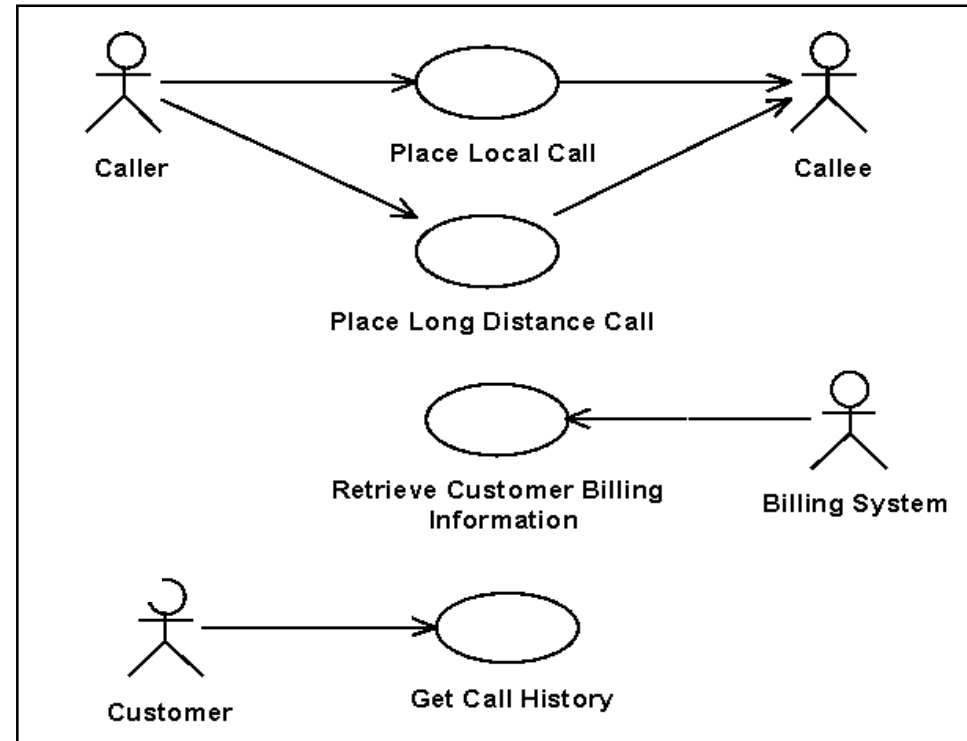 Caller
Place Local Call
Callee
Place Long Distance Call
Retrieve Customer Billing
Information
Billing System
Customer
Get Call History